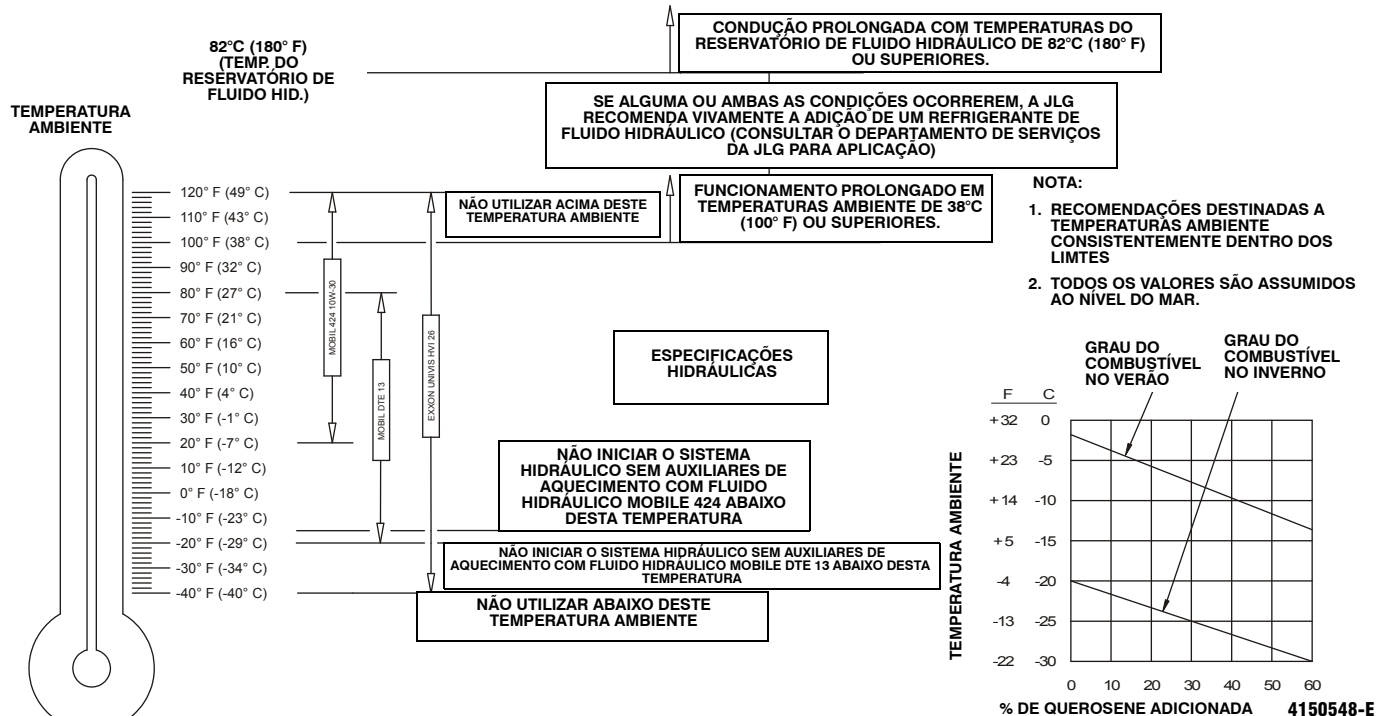 82°C (180° F)
(TEMP. DO
RESERVATÓRIO DE
FLUIDO HID.)
CONDUÇÃO PROLONGADA COM TEMPERATURAS DO
RESERVATÓRIO DE FLUIDO HIDRÁULICO DE 82°C (180° F)
OU SUPERIORES.
TEMPERATURA
AMBIENTE
SE ALGUMA OU AMBAS AS CONDIÇÕES OCORREREM, A JLG
RECOMENDA VIVAMENTE A ADIÇÃO DE UM REFRIGERANTE DE
FLUIDO HIDRÁULICO (CONSULTAR O DEPARTAMENTO DE SERVIÇOS
DA JLG PARA APLICAÇÃO)
120° F (49° C)
110° F (43° C)
100° F (38° C)
90° F (32° C)
80° F (27° C)
70° F (21° C)
60° F (16° C)
50° F (10° C)
40° F (4° C)
30° F (-1° C)
20° F (-7° C)
10° F (-12° C)
0° F (-18° C)
-10° F (-23° C)
-20° F (-29° C)
-30° F (-34° C)
-40° F (-40° C)
MOBIL 424 10W-30
MOBIL DTE 13
EXXON UNIVIS HVI 26
NÃO UTILIZAR ACIMA DESTE
TEMPERATURA AMBIENTE
FUNCIONAMENTO PROLONGADO EM
TEMPERATURAS AMBIENTE DE 38°C
(100° F) OU SUPERIORES.
ESPECIFICAÇÕES
HIDRÁULICAS
NÃO INICIAR O SISTEMA
HIDRÁULICO SEM AUXILIARES DE
AQUECIMENTO COM FLUIDO
HIDRÁULICO MOBILE 424 ABAIXO
DESTA TEMPERATURA
NÃO INICIAR O SISTEMA HIDRÁULICO SEM AUXILIARES DE
AQUECIMENTO COM FLUIDO HIDRÁULICO MOBILE DTE 13 ABAIXO DESTA
TEMPERATURA
NÃO UTILIZAR ABAIXO DESTE
TEMPERATURA AMBIENTE
NOTA:
1. RECOMENDAÇÕES DESTINADAS A
TEMPERATURAS AMBIENTE
CONSISTENTEMENTE DENTRO DOS
LIMTES
2. TODOS OS VALORES SÃO ASSUMIDOS
AO NÍVEL DO MAR.
GRAU DO
COMBUSTÍVEL
NO VERÃO
GRAU DO
COMBUSTÍVEL
NO INVERNO
F C
+32 0
+23 -5
+14 -10
+5 -15
-4 -20
-13 -25
-22 -30
TEMPERATURA AMBIENTE
0 10 20 30 40 50 60
% DE QUEROSENE ADICIONADA
4150548-E